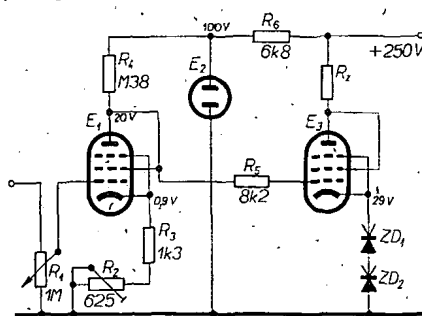 100V
R6
6k8
+250V
R4
M38
E2
Rz
E1
20V
E3
0,9V
R5
8k2
29V
R3
1k3
ZD1
R1
1M
R2
625
ZD2